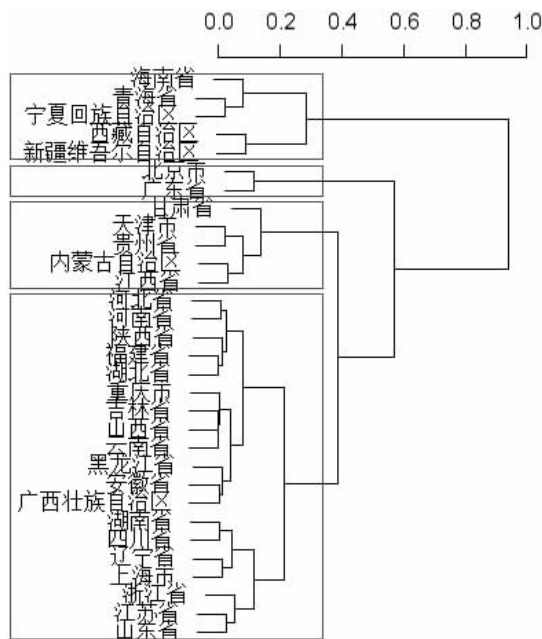 0.0 0.2 0.4 0.6 0.8 1.0
海南省
青海省
宁夏回族自治区
西藏自治区
新疆维吾尔自治区
北京市
广东省
甘肃省
天津市
贵州省
内蒙古自治区
江西省
河北省
河南省
陕西省
福建省
湖北省
重庆市
吉林省
山西省
云南省
黑龙江省
安徽省
广西壮族自治区
湖南省
四川省
辽宁省
上海市
浙江省
江苏省
山东省